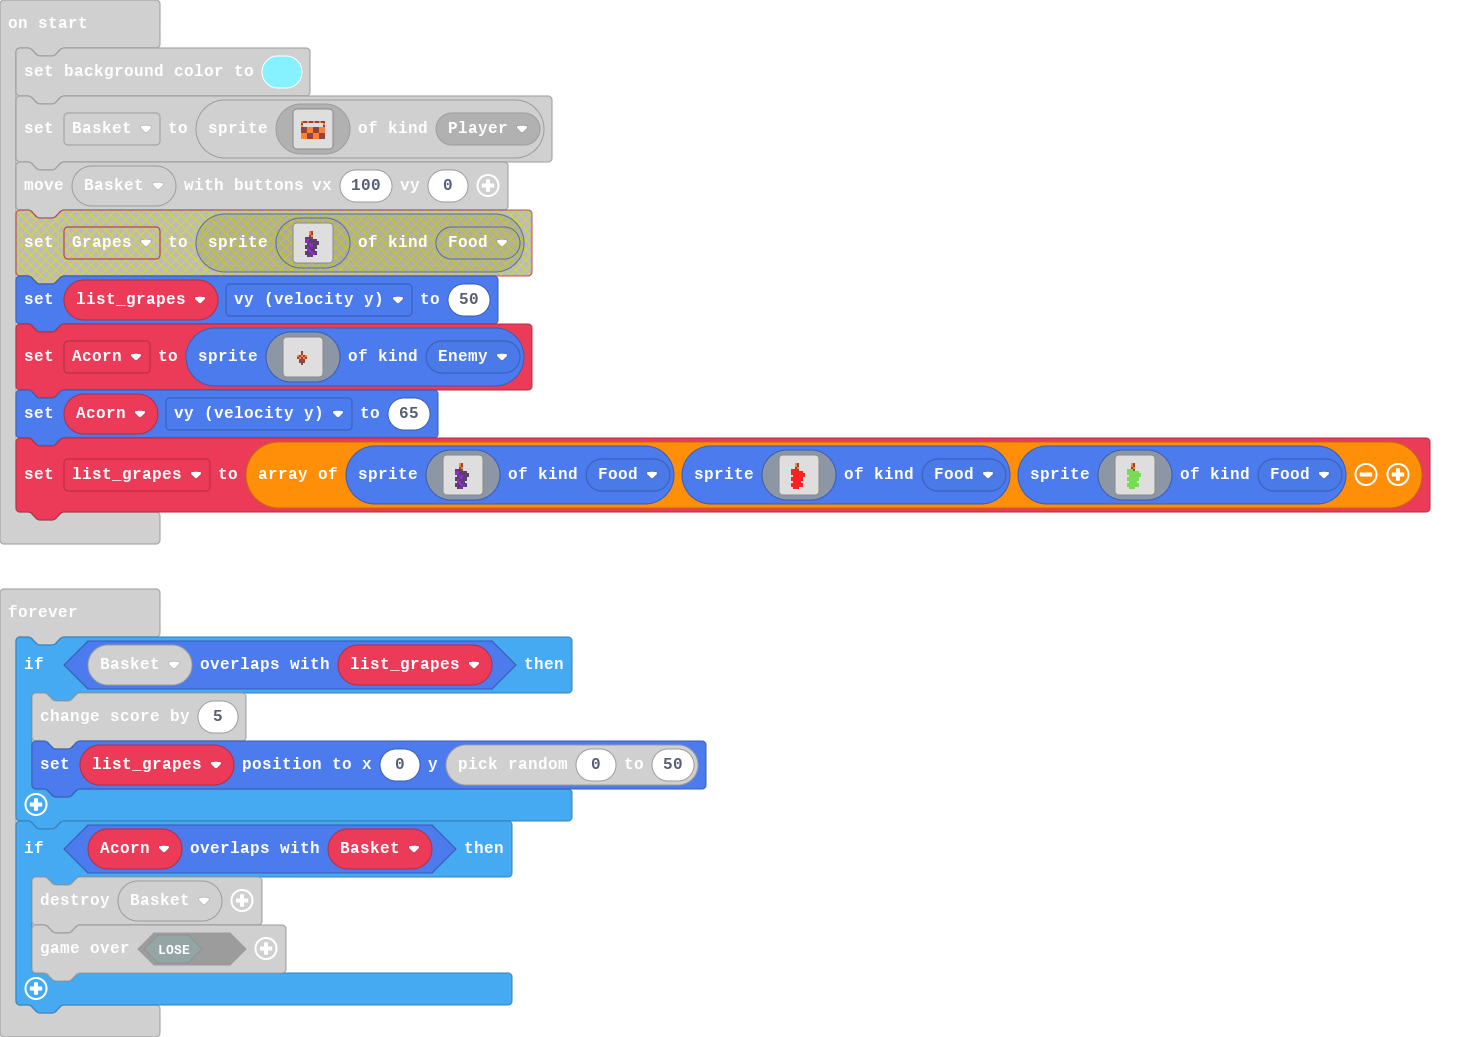 on start
set background color to
set Basket to sprite of kind Player
move Basket with buttons vx 100 vy 0
set Grapes to sprite of kind Food
set list_grapes vy (velocity y) to 50
set Acorn to sprite of kind Enemy
set Acorn vy (velocity y) to 65
set list_grapes to array of sprite of kind Food sprite of kind Food sprite of kind Food
forever
if Basket overlaps with list_grapes then
change score by 5
set list_grapes position to x 0 y pick random 0 to 50
if Acorn overlaps with Basket then
destroy Basket
game over LOSE